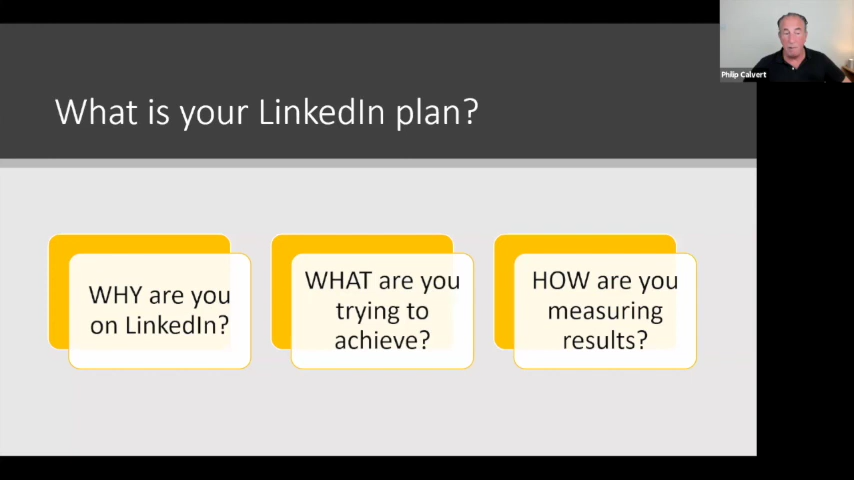 Philip Calvert
What is your LinkedIn plan?
WHY are you
on LinkedIn?
WHAT are you
trying to
achieve?
HOW are you
measuring
results?